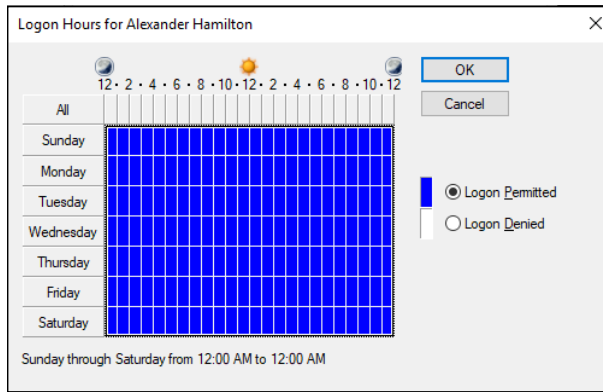 Logon Hours for Alexander Hamilton
OK
12 · 2 · 4 · 6 · 8 · 10 · 12 · 2 · 4 · 6 · 8 · 10 · 12
Cancel
All
Sunday
Monday
Tuesday
Logon Permitted
Wednesday
Logon Denied
Thursday
Friday
Saturday
Sunday through Saturday from 12:00 AM to 12:00 AM